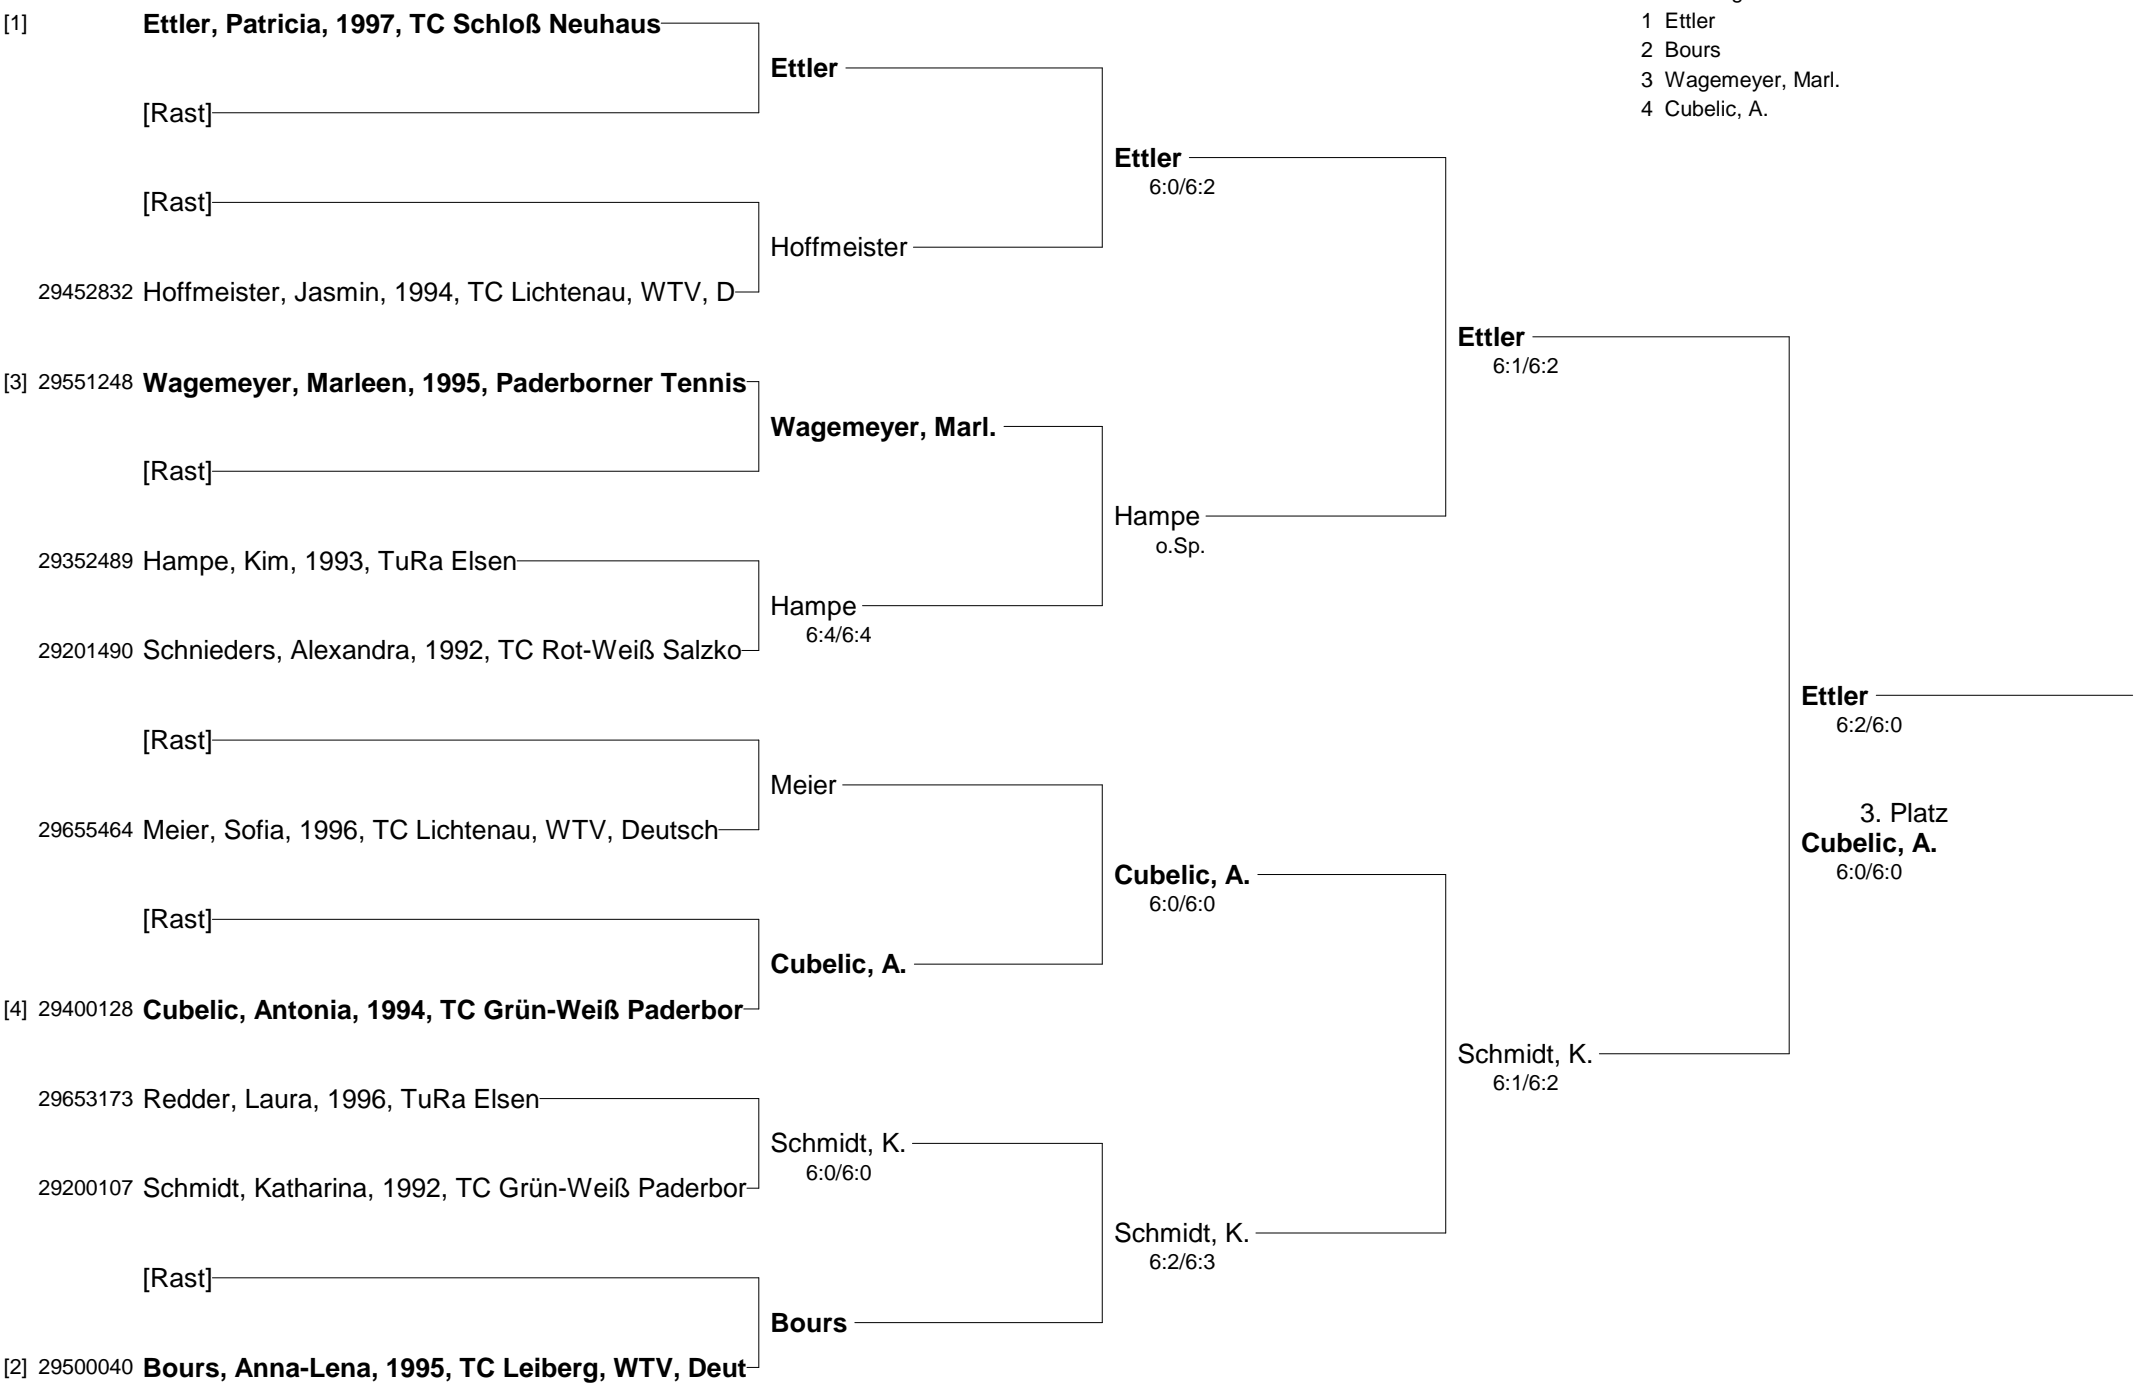 [1] Ettler, Patricia, 1997, TC Schloß Neuhaus
[Rast]
[Rast]
29452832 Hoffmeister, Jasmin, 1994, TC Lichtenau, WTV, D
[3] 29551248 Wagemeyer, Marleen, 1995, Paderborner Tennis
[Rast]
29352489 Hampe, Kim, 1993, TuRa Elsen
29201490 Schnieders, Alexandra, 1992, TC Rot-Weiß Salzko
[Rast]
29655464 Meier, Sofia, 1996, TC Lichtenau, WTV, Deutsch
[Rast]
[4] 29400128 Cubelic, Antonia, 1994, TC Grün-Weiß Paderbor
29653173 Redder, Laura, 1996, TuRa Elsen
29200107 Schmidt, Katharina, 1992, TC Grün-Weiß Paderbor
[Rast]
[2] 29500040 Bours, Anna-Lena, 1995, TC Leiberg, WTV, Deut
Ettler
Hoffmeister
Wagemeyer, Marl.
Hampe
6:4/6:4
Meier
Cubelic, A.
Schmidt, K.
6:0/6:0
Bours
Ettler
6:0/6:2
Hampe
o.Sp.
Cubelic, A.
6:0/6:0
Schmidt, K.
6:2/6:3
Ettler
6:1/6:2
Schmidt, K.
6:1/6:2
Ettler
6:2/6:0
3. Platz
Cubelic, A.
6:0/6:0
1 Ettler
2 Bours
3 Wagemeyer, Marl.
4 Cubelic, A.